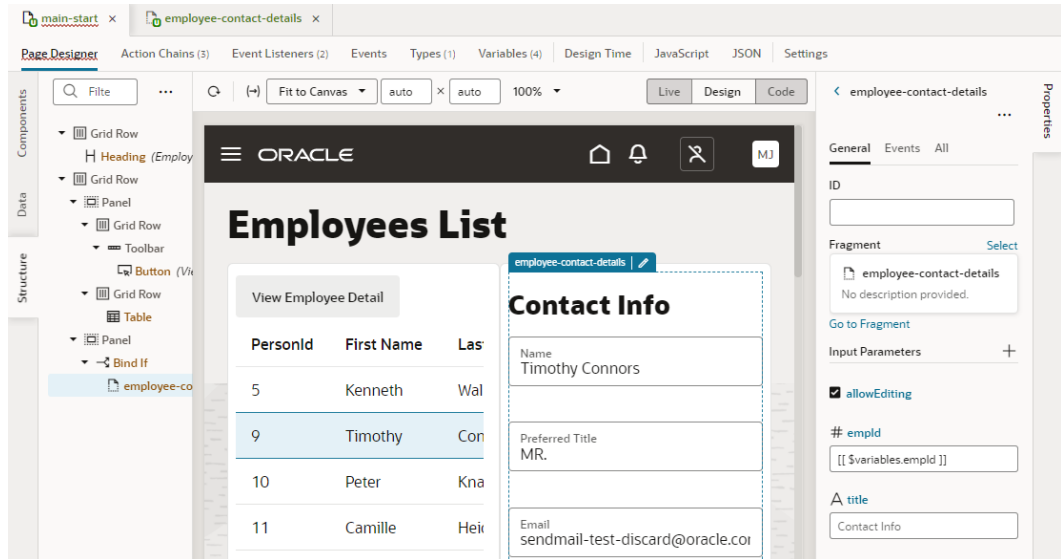 main-start × employee-contact-details ×
Page Designer Action Chains (3) Event Listeners (2) Events Types (1) Variables (4) Design Time JavaScript JSON Settings
Components
Data
Structure
Filte ...
Grid Row
Heading (Employ
Grid Row
Panel
Grid Row
Toolbar
Button (Vie
Grid Row
Table
Panel
Bind If
employee-co
Fit to Canvas auto × auto 100% Live Design Code
ORACLE MJ
Employees List
View Employee Detail
PersonId First Name Las
5 Kenneth Wal
9 Timothy Con
10 Peter Kna
11 Camille Heid
employee-contact-details
Contact Info
Name
Timothy Connors
Preferred Title
MR.
Email
sendmail-test-discard@oracle.cor
employee-contact-details
...
General Events All
ID
Fragment Select
employee-contact-details
No description provided.
Go to Fragment
Input Parameters +
allowEditing
# empId
[[ $variables.empId ]]
A title
Contact Info
Properties